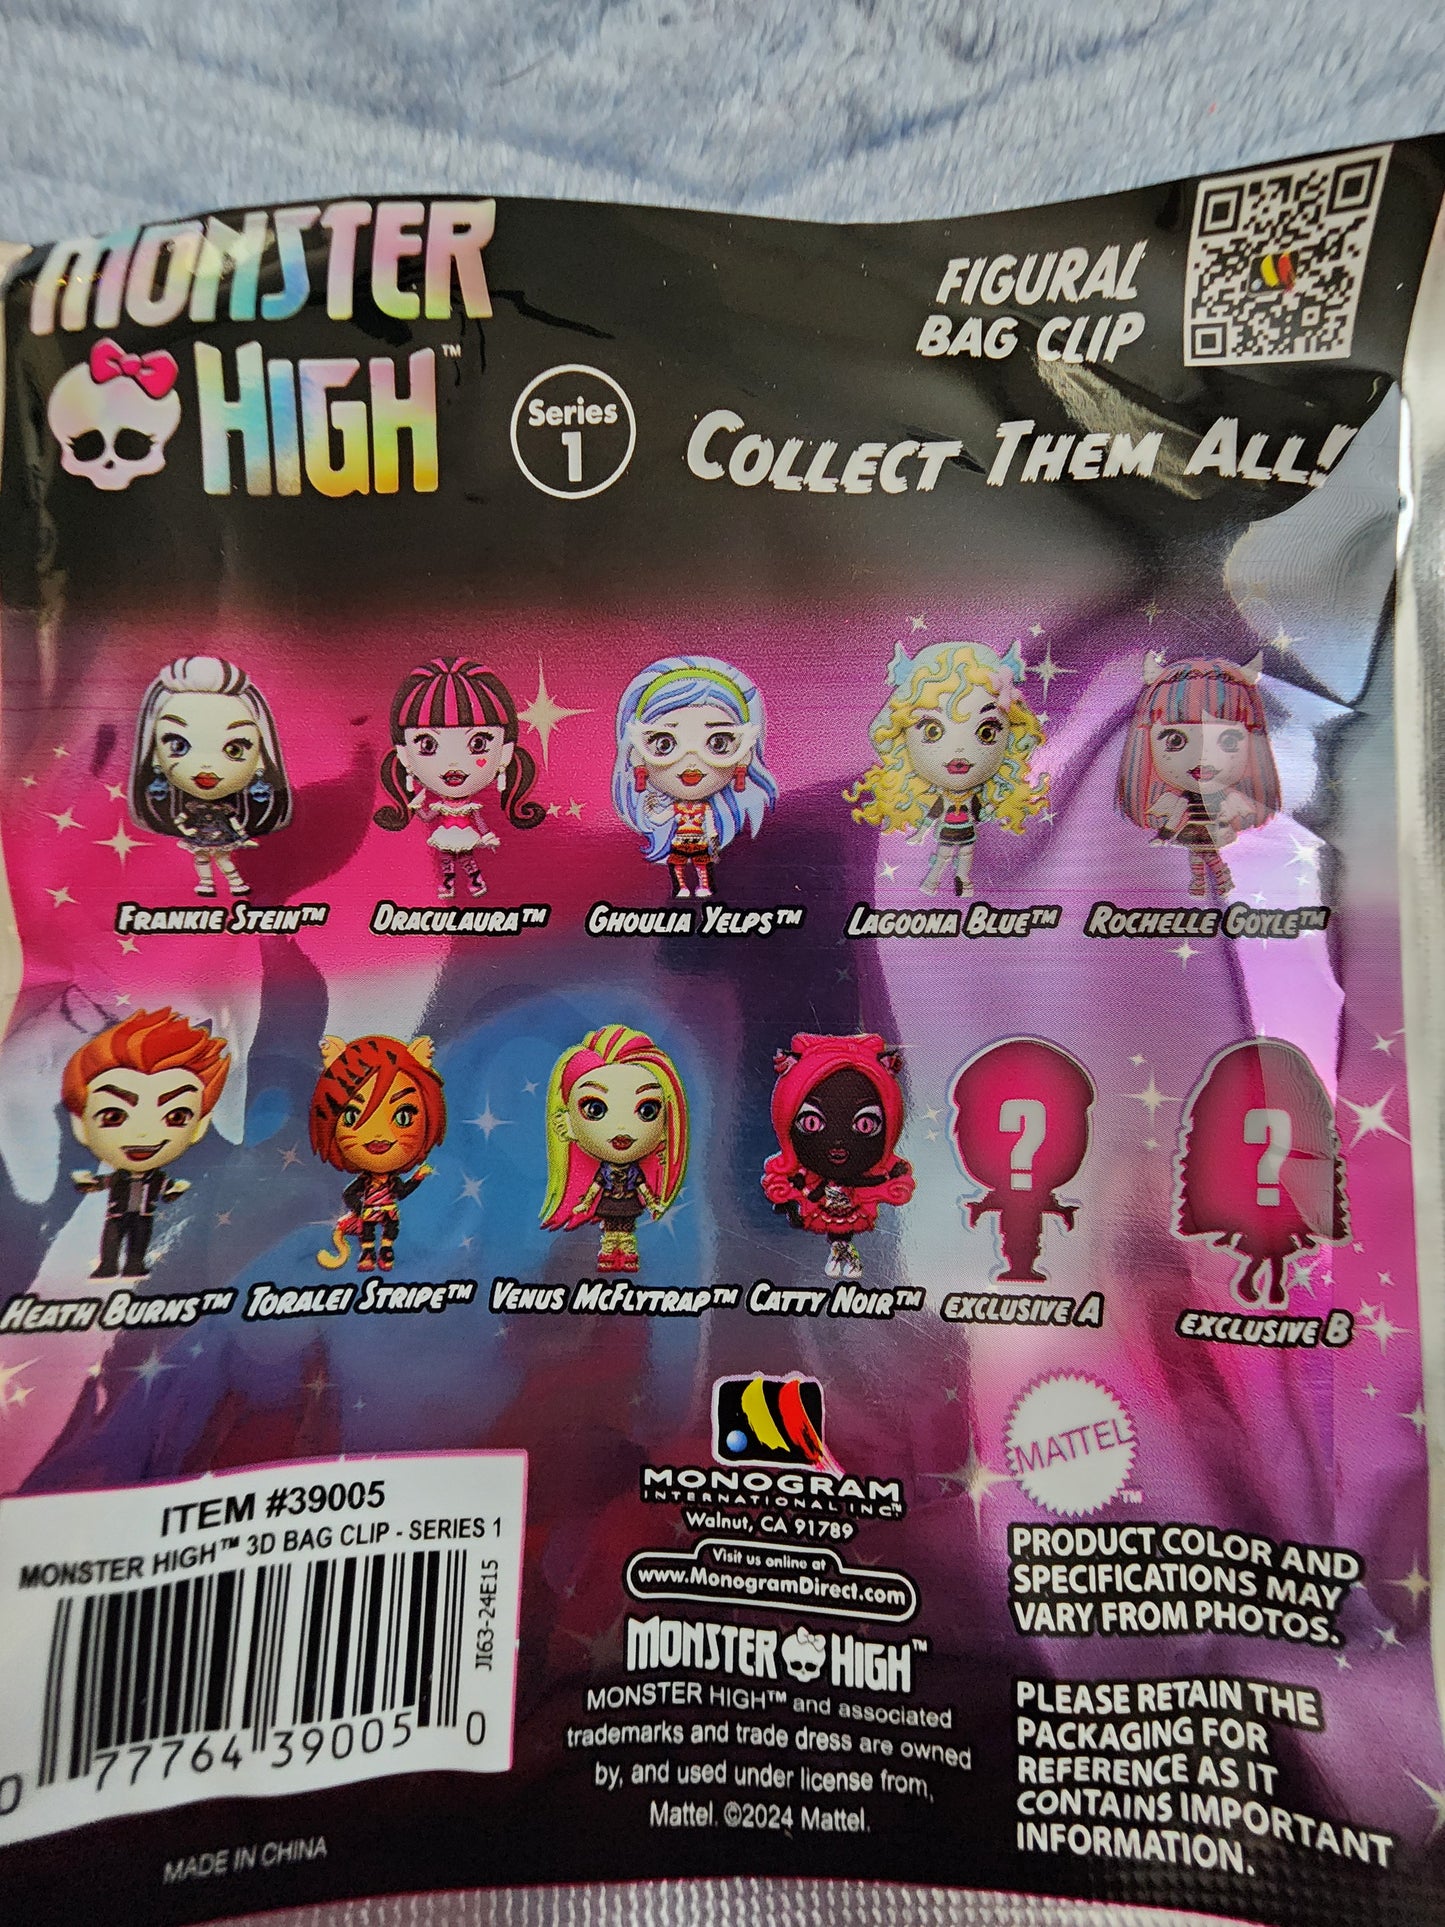 MONSTER
HIGH™
Series
1
FIGURAL
BAG CLIP
COLLECT THEM ALL!
FRANKIE STEIN™
DRACULAURA™
GHOULIA YELPS™
LAGOONA BLUE™
ROCHELLE GOYLE™
HEATH BURNS™
TORALEI STRIPE™
VENUS MCFLYTRAP™
CATTY NOIR™
?
EXCLUSIVE A
?
EXCLUSIVE B
ITEM #39005
MONSTER HIGH™ 3D BAG CLIP - SERIES 1
JI63-24E15
0 77764 39005 0
MADE IN CHINA
MONOGRAM
INTERNATIONAL INC.™
Walnut, CA 91789
Visit us online at
www.MonogramDirect.com
MONSTER HIGH™
MONSTER HIGH™ and associated
trademarks and trade dress are owned
by, and used under license from,
Mattel. ©2024 Mattel.
MATTEL™
PRODUCT COLOR AND
SPECIFICATIONS MAY
VARY FROM PHOTOS.
PLEASE RETAIN THE
PACKAGING FOR
REFERENCE AS IT
CONTAINS IMPORTANT
INFORMATION.